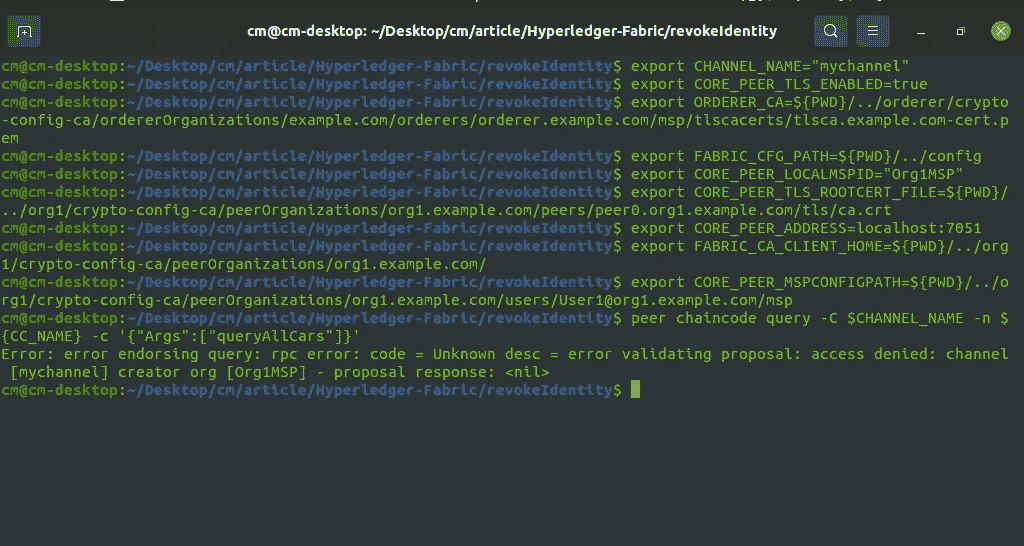 cm@cm-desktop: ~/Desktop/cm/article/Hyperledger-Fabric/revokeIdentity
cm@cm-desktop:~/Desktop/cm/article/Hyperledger-Fabric/revokeIdentity$ export CHANNEL_NAME="mychannel"
cm@cm-desktop:~/Desktop/cm/article/Hyperledger-Fabric/revokeIdentity$ export CORE_PEER_TLS_ENABLED=true
cm@cm-desktop:~/Desktop/cm/article/Hyperledger-Fabric/revokeIdentity$ export ORDERER_CA=${PWD}/../orderer/crypto
-config-ca/ordererOrganizations/example.com/orderers/orderer.example.com/msp/tlscacerts/tlsca.example.com-cert.p
em
cm@cm-desktop:~/Desktop/cm/article/Hyperledger-Fabric/revokeIdentity$ export FABRIC_CFG_PATH=${PWD}/../config
cm@cm-desktop:~/Desktop/cm/article/Hyperledger-Fabric/revokeIdentity$ export CORE_PEER_LOCALMSPID="Org1MSP"
cm@cm-desktop:~/Desktop/cm/article/Hyperledger-Fabric/revokeIdentity$ export CORE_PEER_TLS_ROOTCERT_FILE=${PWD}/
../org1/crypto-config-ca/peerOrganizations/org1.example.com/peers/peer0.org1.example.com/tls/ca.crt
cm@cm-desktop:~/Desktop/cm/article/Hyperledger-Fabric/revokeIdentity$ export CORE_PEER_ADDRESS=localhost:7051
cm@cm-desktop:~/Desktop/cm/article/Hyperledger-Fabric/revokeIdentity$ export FABRIC_CA_CLIENT_HOME=${PWD}/../org
1/crypto-config-ca/peerOrganizations/org1.example.com/
cm@cm-desktop:~/Desktop/cm/article/Hyperledger-Fabric/revokeIdentity$ export CORE_PEER_MSPCONFIGPATH=${PWD}/../o
rg1/crypto-config-ca/peerOrganizations/org1.example.com/users/User1@org1.example.com/msp
cm@cm-desktop:~/Desktop/cm/article/Hyperledger-Fabric/revokeIdentity$ peer chaincode query -C $CHANNEL_NAME -n $
{CC_NAME} -c '{"Args":["queryAllCars"]}'
Error: error endorsing query: rpc error: code = Unknown desc = error validating proposal: access denied: channel
 [mychannel] creator org [Org1MSP] - proposal response: <nil>
cm@cm-desktop:~/Desktop/cm/article/Hyperledger-Fabric/revokeIdentity$